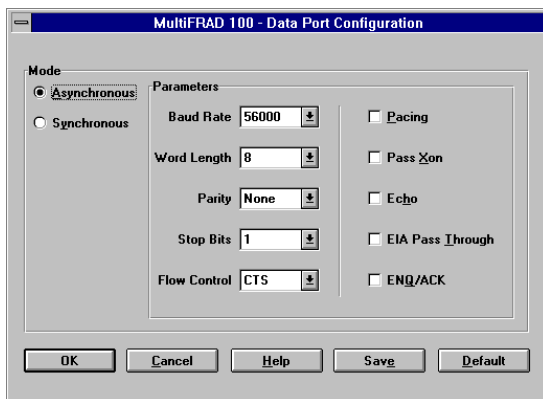 MultiFRAD 100 - Data Port Configuration
Mode
Asynchronous
Synchronous
Parameters
Baud Rate 56000
Word Length 8
Parity None
Stop Bits 1
Flow Control CTS
Pacing
Pass Xon
Echo
EIA Pass Through
ENQ/ACK
OK Cancel Help Save Default